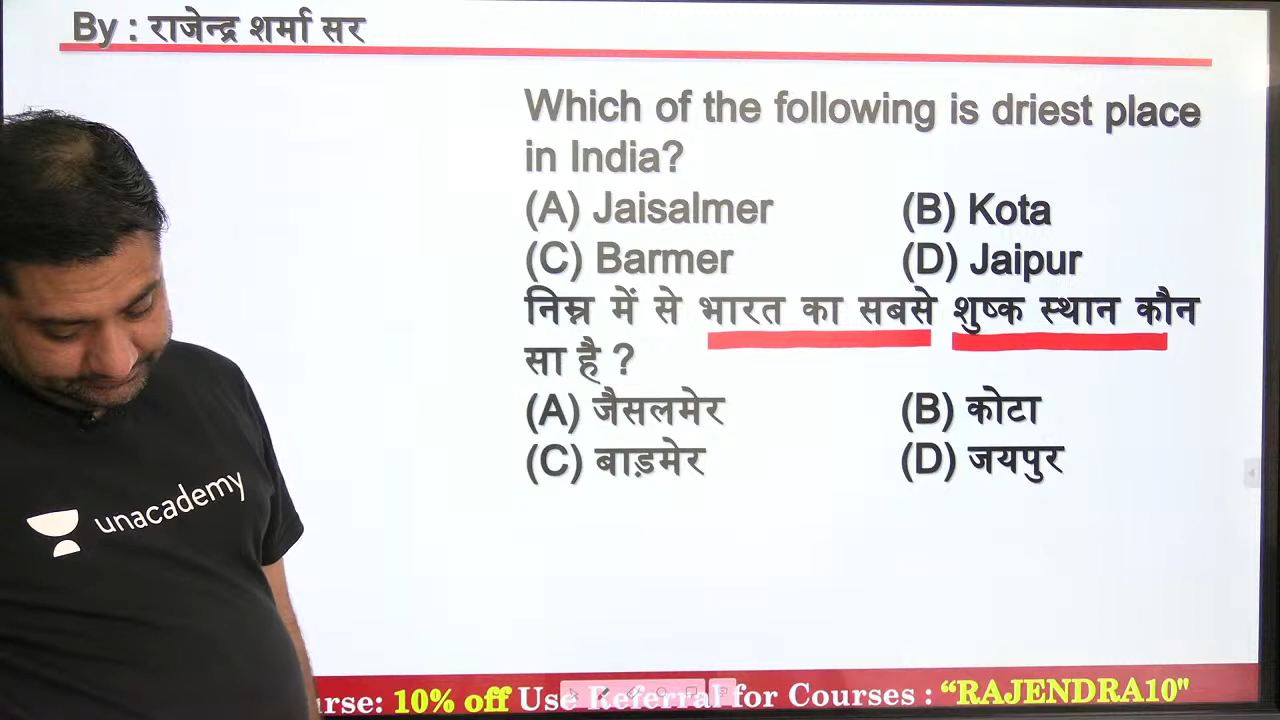 By : राजेन्द्र शर्मा सर
Which of the following is driest place
in India?
(A) Jaisalmer (B) Kota
(C) Barmer (D) Jaipur
निम्न में से भारत का सबसे शुष्क स्थान कौन
सा है ?
(A) जैसलमेर (B) कोटा
(C) बाड़मेर (D) जयपुर
unacademy
urse: 10% off Use Referral for Courses : “RAJENDRA10"